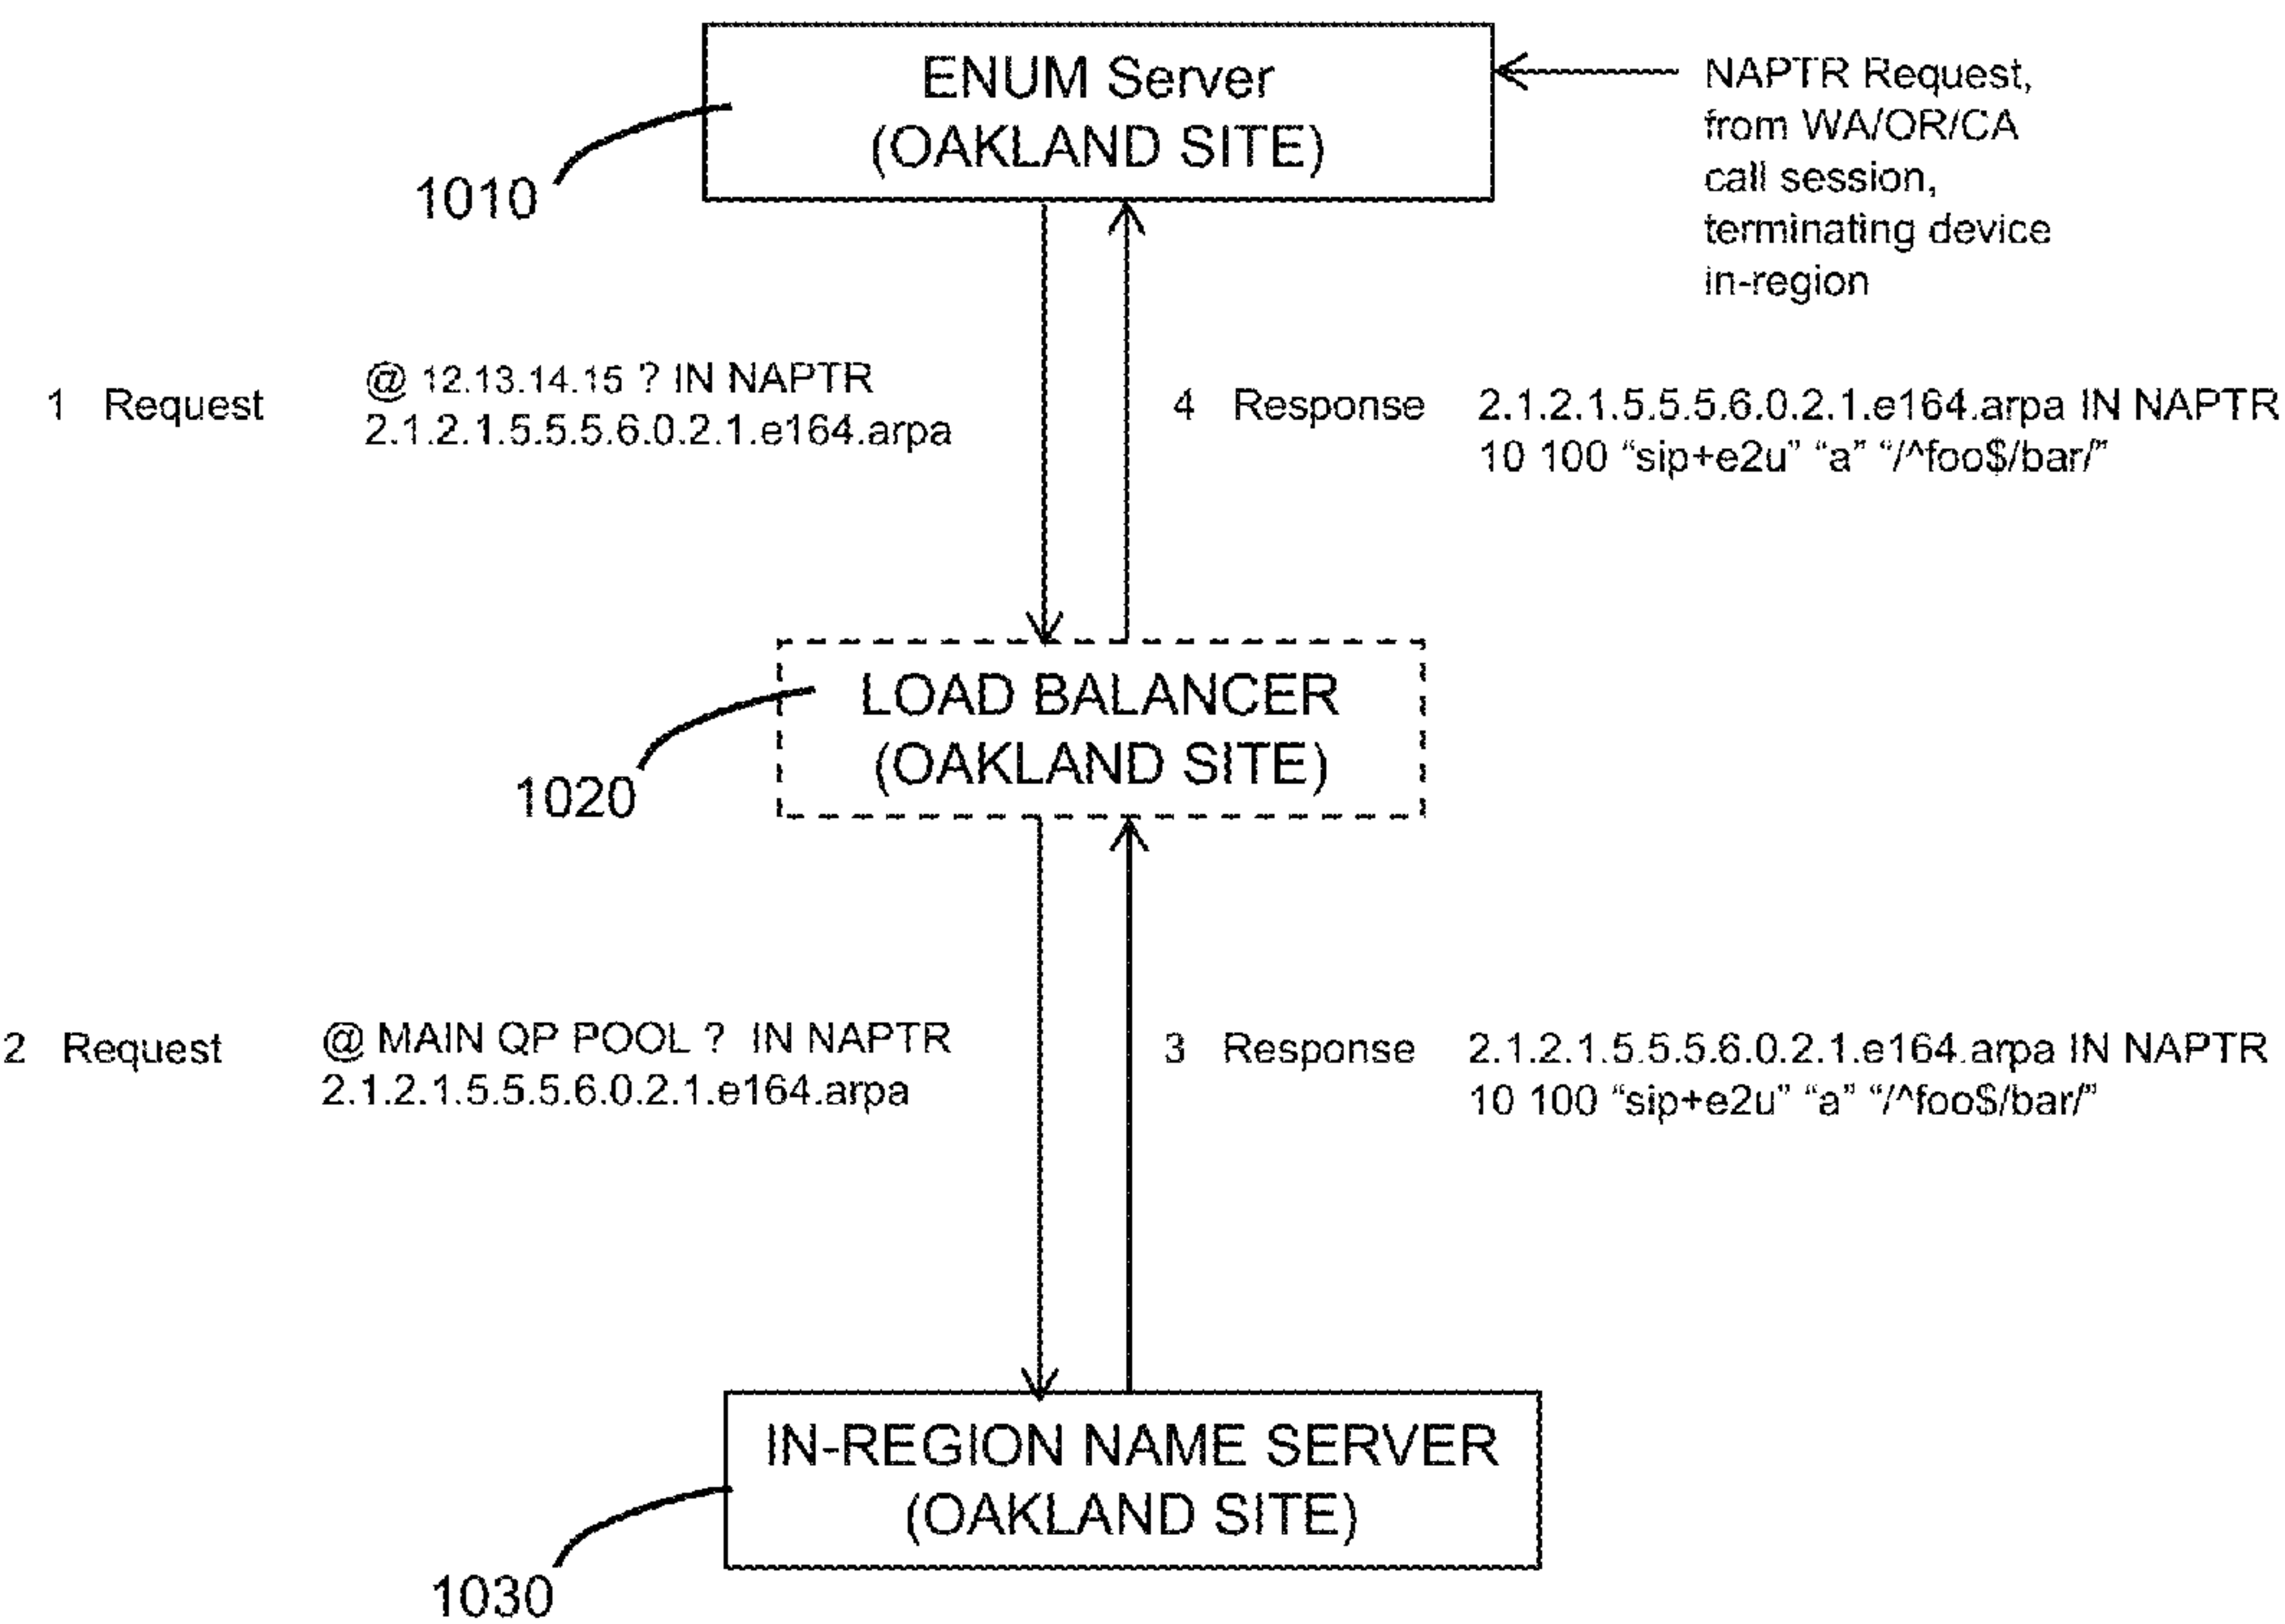 ENUM Server
(OAKLAND SITE)
NAPTR Request,
from WA/OR/CA
call session,
terminating device
in-region
1010
1 Request
@ 12.13.14.15 ? IN NAPTR
2.1.2.1.5.5.5.6.0.2.1.e164.arpa
4 Response
2.1.2.1.5.5.5.6.0.2.1.e164.arpa IN NAPTR
10 100 “sip+e2u” “a” “/^foo$/bar/”
LOAD BALANCER
(OAKLAND SITE)
1020
2 Request
@ MAIN QP POOL ? IN NAPTR
2.1.2.1.5.5.5.6.0.2.1.e164.arpa
3 Response
2.1.2.1.5.5.5.6.0.2.1.e164.arpa IN NAPTR
10 100 “sip+e2u” “a” “/^foo$/bar/”
IN-REGION NAME SERVER
(OAKLAND SITE)
1030